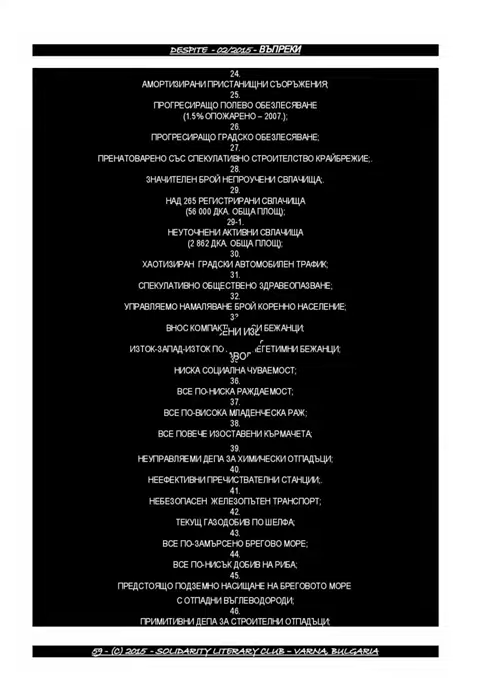 DESPITE - 02/2015 - ВЪПРЕКИ
24.
АМОРТИЗИРАНИ ПРИСТАНИЩНИ СЪОРЪЖЕНИЯ;
25.
ПРОГРЕСИРАЩО ПОЛЕВО ОБЕЗЛЕСЯВАНЕ
(1.5% ОПОЖАРЕНО – 2007.);
26.
ПРОГРЕСИРАЩО ГРАДСКО ОБЕЗЛЕСЯВАНЕ;
27.
ПРЕНАТОВАРЕНО СЪС СПЕКУЛАТИВНО СТРОИТЕЛСТВО КРАЙБРЕЖИЕ;.
28.
ЗНАЧИТЕЛЕН БРОЙ НЕПРОУЧЕНИ СВЛАЧИЩА;.
29.
НАД 265 РЕГИСТРИРАНИ СВЛАЧИЩА
(56 000 ДКА. ОБЩА ПЛОЩ);
29-1.
НЕУТОЧНЕНИ АКТИВНИ СВЛАЧИЩА
(2 862 ДКА. ОБЩА ПЛОЩ);
30.
ХАОТИЗИРАН ГРАДСКИ АВТОМОБИЛЕН ТРАФИК;
31.
СПЕКУЛАТИВНО ОБЩЕСТВЕНО ЗДРАВЕОПАЗВАНЕ;
32.
УПРАВЛЯЕМО НАМАЛЯВАНЕ БРОЙ КОРЕННО НАСЕЛЕНИЕ;
ВНОС БЕЖАНЦИ;
ИЗТОК-ЗАПАД-ИЗТОК ПО БЕЖАНЦИ;
НИСКА СОЦИАЛНА ЧУВАЕМОСТ;
36.
ВСЕ ПО-НИСКА РАЖДАЕМОСТ;
37.
ВСЕ ПО-ВИСОКА МЛАДЕНЧЕСКА РАЖ;
38.
ВСЕ ПОВЕЧЕ ИЗОСТАВЕНИ КЪРМАЧЕТА;
39.
НЕУПРАВЛЯЕМИ ДЕПА ЗА ХИМИЧЕСКИ ОТПАДЪЦИ;
40.
НЕЕФЕКТИВНИ ПРЕЧИСТВАТЕЛНИ СТАНЦИИ;.
41.
НЕБЕЗОПАСЕН ЖЕЛЕЗОПЪТЕН ТРАНСПОРТ;
42.
ТЕКУЩ ГАЗОДОБИВ ПО ШЕЛФА;
43.
ВСЕ ПО-ЗАМЪРСЕНО БРЕГОВО МОРЕ;
44.
ВСЕ ПО-НИСЪК ДОБИВ НА РИБА;
45.
ПРЕДСТОЯЩО ПОДЗЕМНО НАСИЩАНЕ НА БРЕГОВОТО МОРЕ
С ОТПАДНИ ВЪГЛЕВОДОРОДИ;
46.
ПРИМИТИВНИ ДЕПА ЗА СТРОИТЕЛНИ ОТПАДЪЦИ;
59 - (C) 2015 - SOLIDARITY LITERARY CLUB – VARNA, BULGARIA